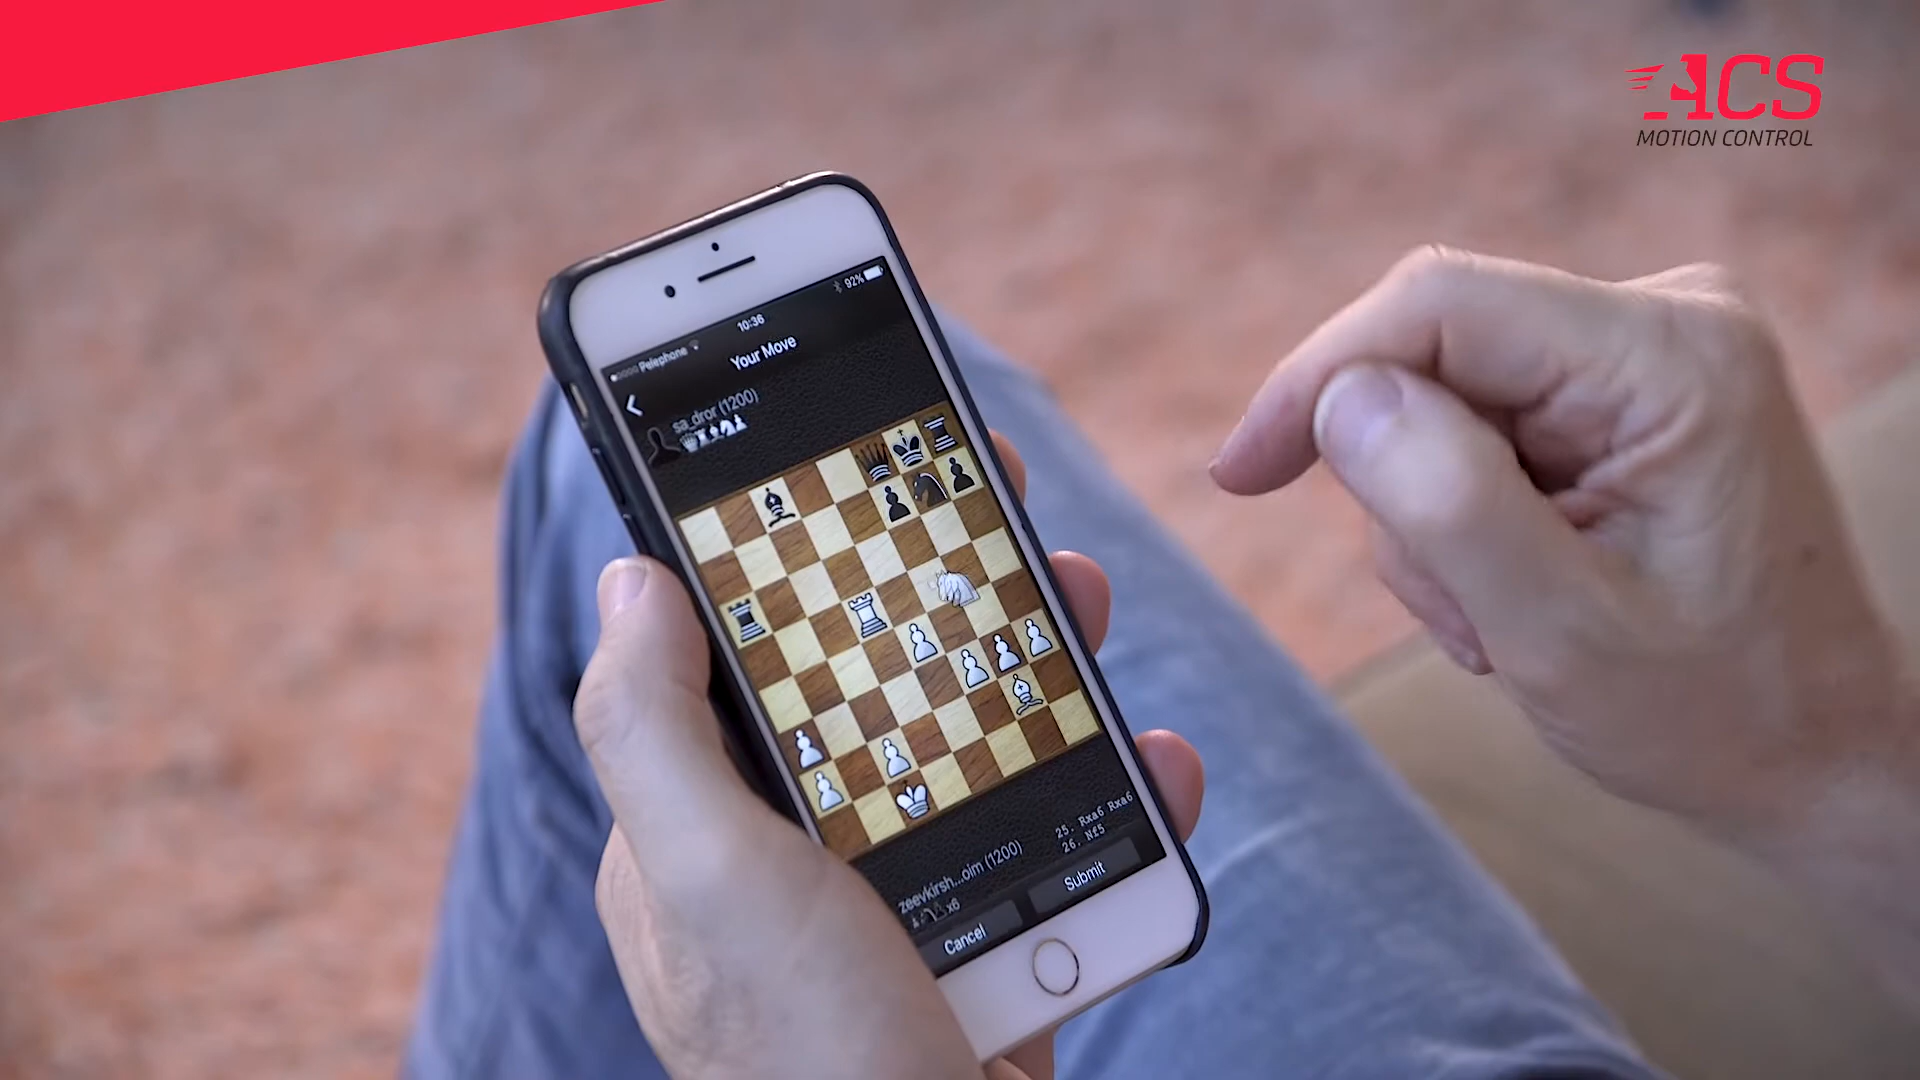 ACS
MOTION CONTROL
92%
10:36
Pelephone
Your Move
sa_dror (1200)
25. Rxa6 Rxa6
26. Nf5
zeevkirsh...oim (1200)
x6
Submit
Cancel